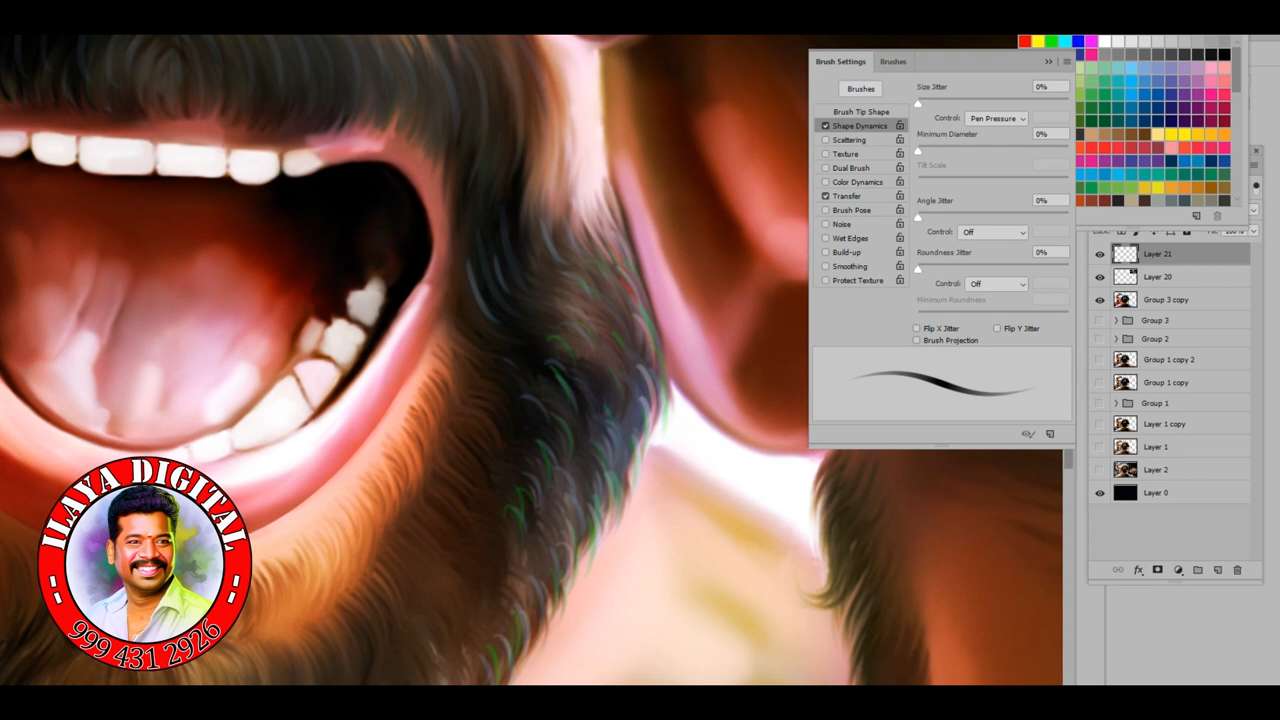 Brush Settings
Brushes
Brushes
Brush Tip Shape
Shape Dynamics
Scattering
Texture
Dual Brush
Color Dynamics
Transfer
Brush Pose
Noise
Wet Edges
Build-up
Smoothing
Protect Texture
Size Jitter 0%
Control: Pen Pressure
Minimum Diameter 0%
Tilt Scale
Angle Jitter 0%
Control: Off
Roundness Jitter 0%
Control: Off
Minimum Roundness
Flip X Jitter Flip Y Jitter
Brush Projection
Layer 21
Layer 20
Group 3 copy
Group 3
Group 2
Group 1 copy 2
Group 1 copy
Group 1
Layer 1 copy
Layer 1
Layer 2
Layer 0
fx
ILAYA DIGITAL
999 431 2926